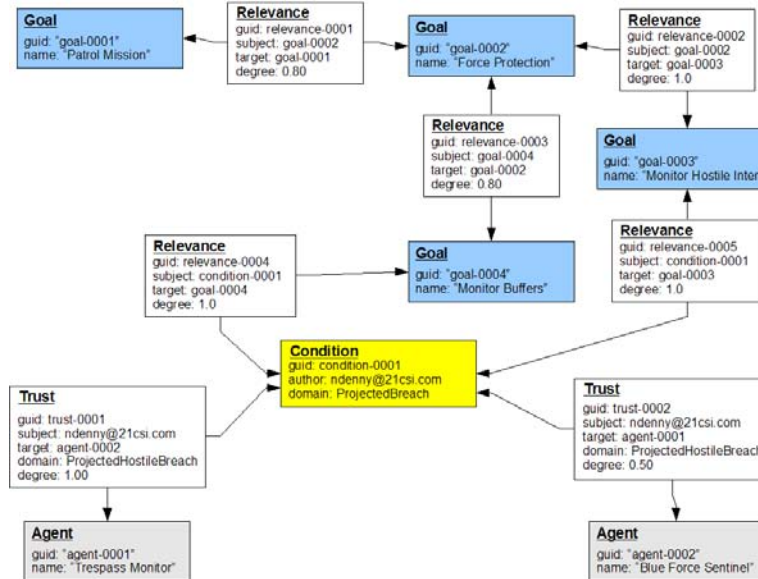 Goal
guid: "goal-0001"
name: "Patrol Mission"
Relevance
guid: relevance-0001
subject: goal-0002
target: goal-0001
degree: 0.80
Goal
guid: "goal-0002"
name: "Force Protection"
Relevance
guid: relevance-0002
subject: goal-0002
target: goal-0003
degree: 1.0
Relevance
guid: relevance-0003
subject: goal-0004
target: goal-0002
degree: 0.80
Goal
guid: "goal-0003"
name: "Monitor Hostile Inter
Relevance
guid: relevance-0004
subject: condition-0001
target: goal-0004
degree: 1.0
Goal
guid: "goal-0004"
name: "Monitor Buffers"
Relevance
guid: relevance-0005
subject: condition-0001
target: goal-0003
degree: 1.0
Condition
guid: condition-0001
author: ndenny@21csi.com
domain: ProjectedBreach
Trust
guid: trust-0001
subject: ndenny@21csi.com
target: agent-0002
domain: ProjectedHostileBreach
degree: 1.00
Trust
guid: trust-0002
subject: ndenny@21csi.com
target: agent-0001
domain: ProjectedHostileBreach
degree: 0.50
Agent
guid: "agent-0001"
name: "Trespass Monitor"
Agent
guid: "agent-0002"
name: "Blue Force Sentinel"